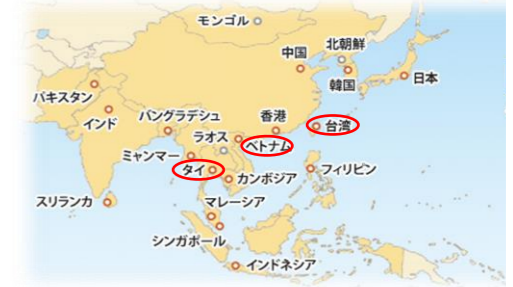 モンゴル
北朝鮮
中国
韓国
日本
パキスタン
インド
バングラデシュ
香港
台湾
ラオス
ベトナム
ミャンマー
タイ
カンボジア
フィリピン
スリランカ
マレーシア
シンガポール
インドネシア